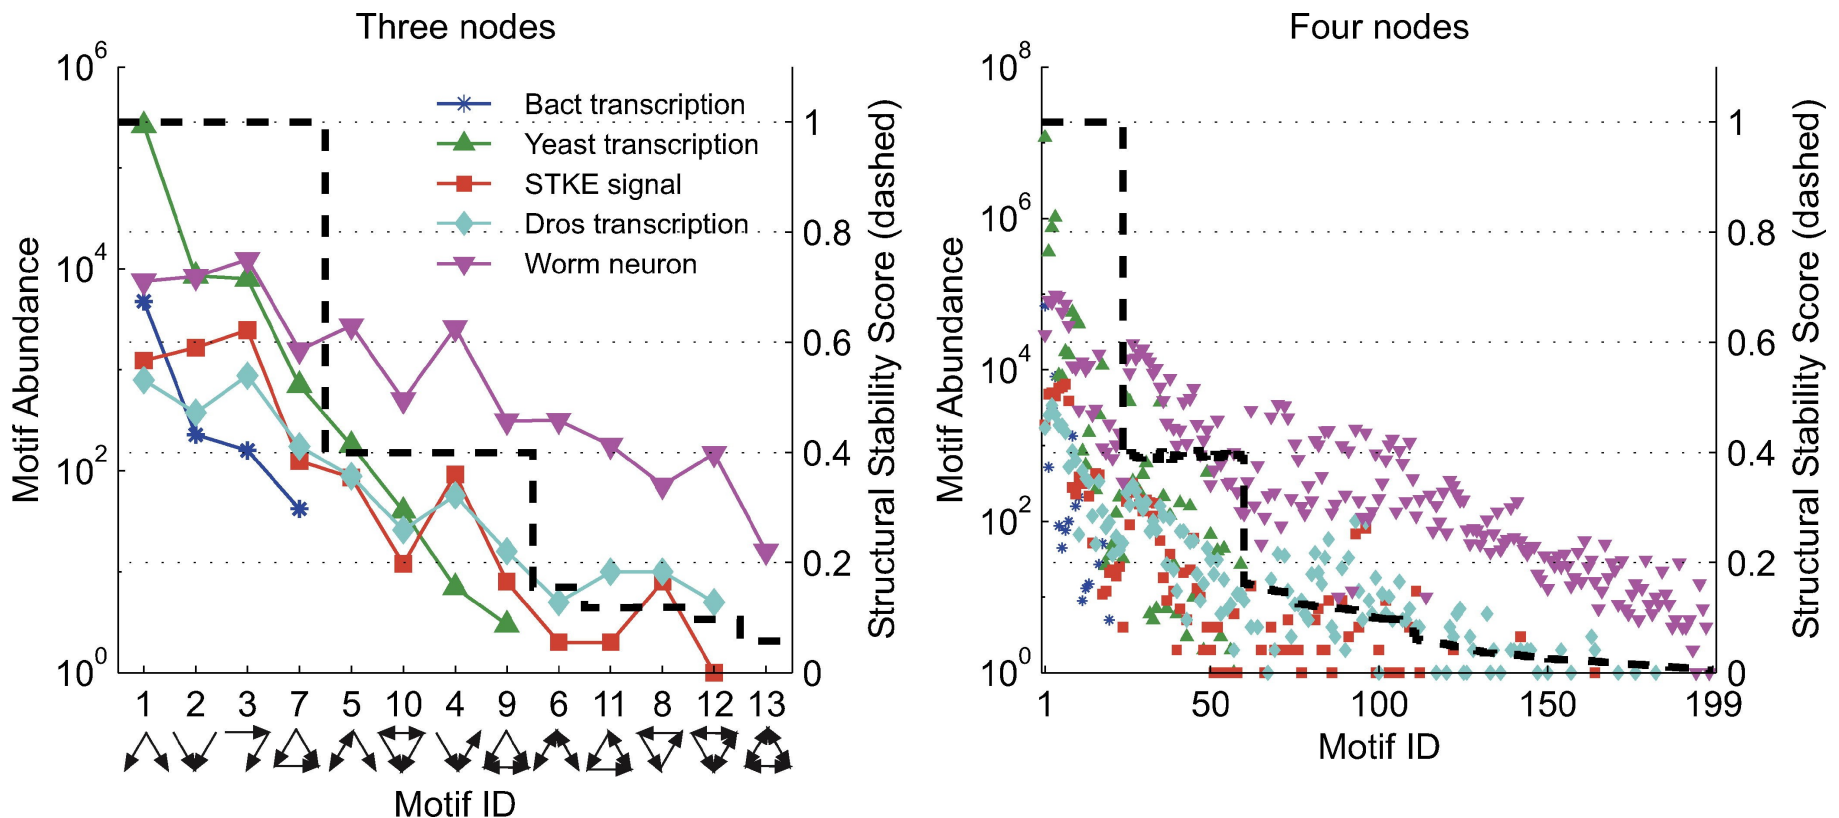 Three nodes
10^6
10^4
10^2
10^0
Motif Abundance
Bact transcription
Yeast transcription
STKE signal
Dros transcription
Worm neuron
1
0.8
0.6
0.4
0.2
0
Structural Stability Score (dashed)
1 2 3 7 5 10 4 9 6 11 8 12 13
Motif ID
Four nodes
10^8
10^6
10^4
10^2
10^0
Motif Abundance
1
0.8
0.6
0.4
0.2
0
Structural Stability Score (dashed)
1 50 100 150 199
Motif ID